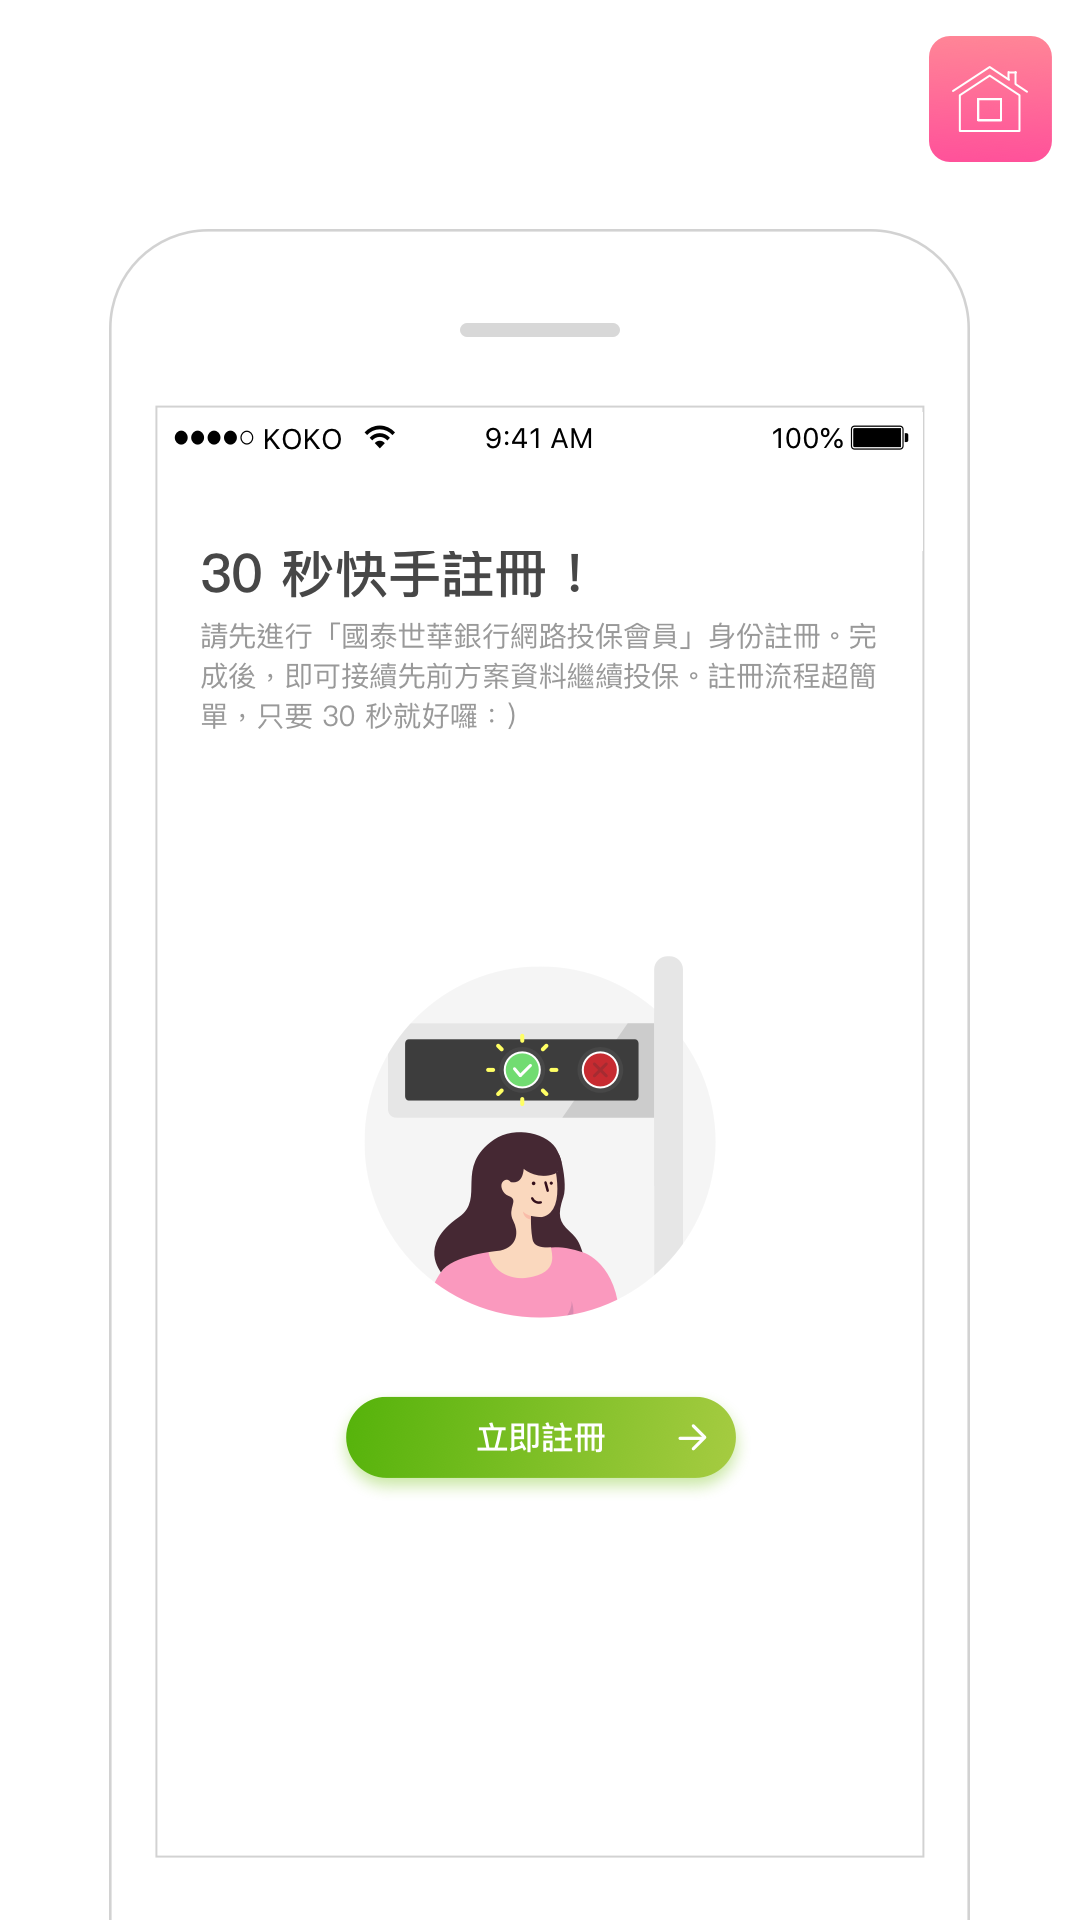 KOKO 9:41 AM 100%
30 秒快手註冊！
請先進行「國泰世華銀行網路投保會員」身份註冊。完
成後，即可接續先前方案資料繼續投保。註冊流程超簡
單，只要 30 秒就好囉：）
立即註冊